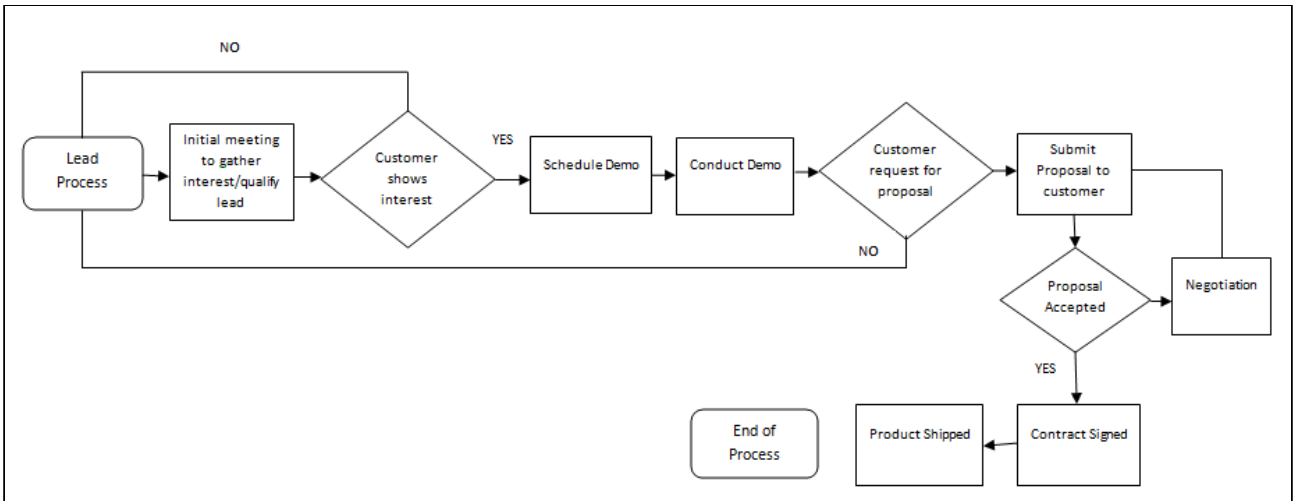 NO
Lead
Process
Initial meeting
to gather
interest/qualify
lead
Customer
shows
interest
YES
Schedule Demo
Conduct Demo
Customer
request for
proposal
NO
Submit
Proposal to
customer
Proposal
Accepted
Negotiation
YES
Contract Signed
Product Shipped
End of
Process